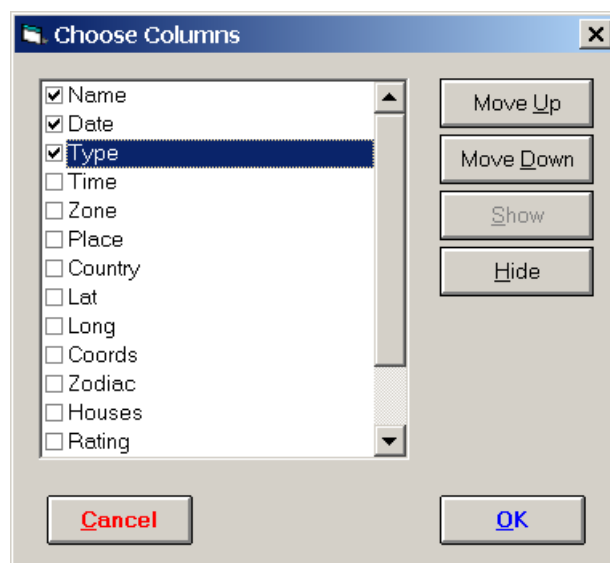 Choose Columns
Name
Date
Type
Time
Zone
Place
Country
Lat
Long
Coords
Zodiac
Houses
Rating
Move Up
Move Down
Show
Hide
Cancel
OK